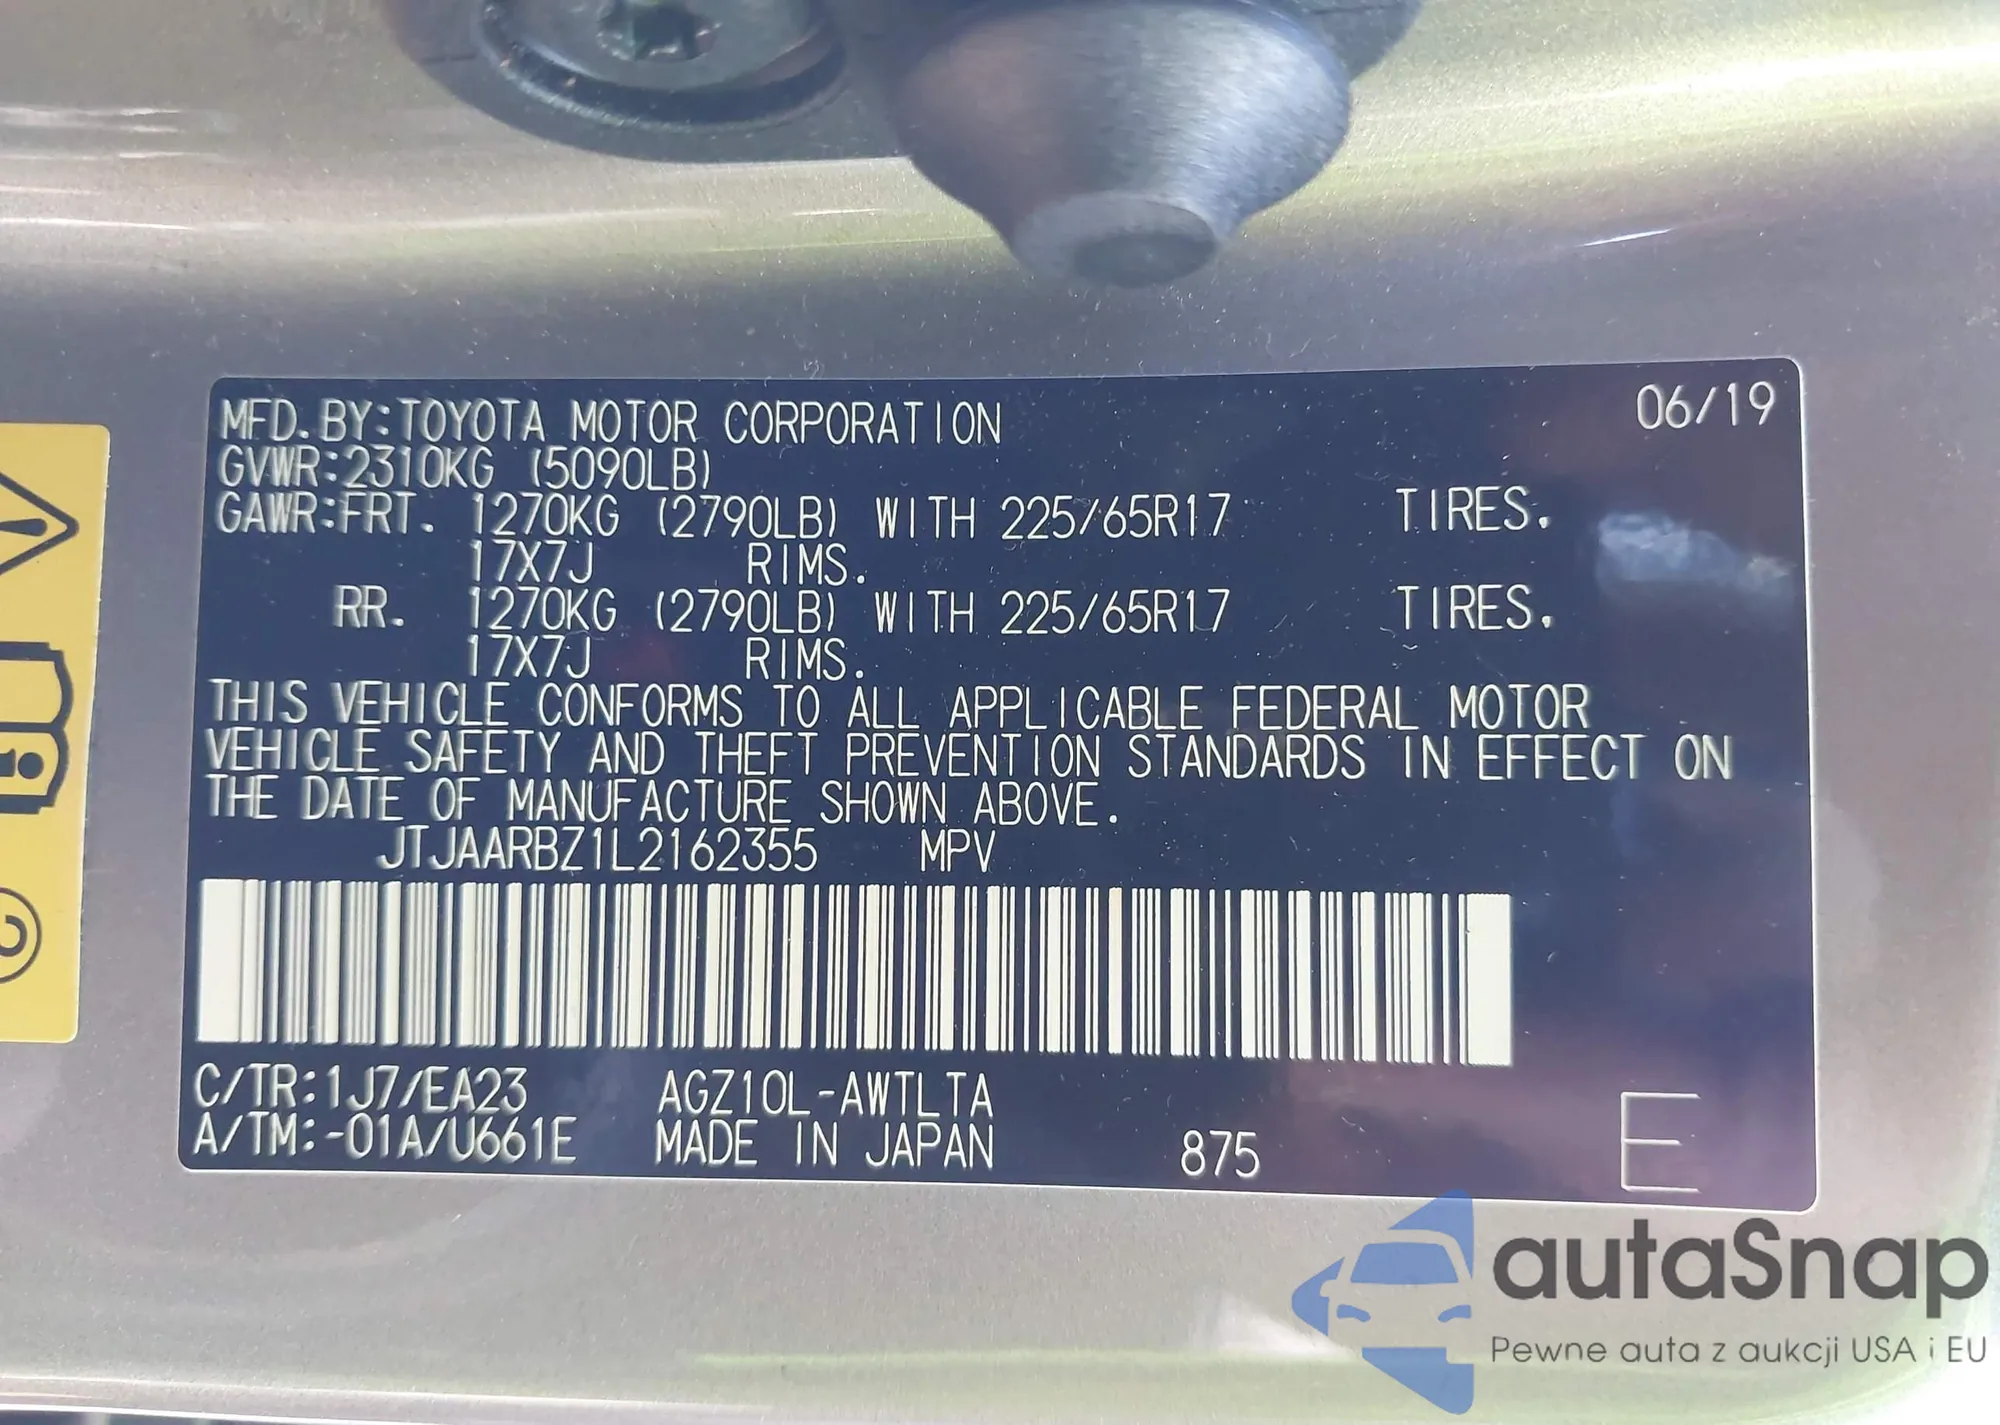 MFD. BY:TOYOTA MOTOR CORPORATION 06/19
GVWR:2310KG (5090LB)
GAWR:FRT. 1270KG (2790LB) WITH 225/65R17 TIRES.
17X7J RIMS.
RR. 1270KG (2790LB) WITH 225/65R17 TIRES.
17X7J RIMS.
THIS VEHICLE CONFORMS TO ALL APPLICABLE FEDERAL MOTOR
VEHICLE SAFETY AND THEFT PREVENTION STANDARDS IN EFFECT ON
THE DATE OF MANUFACTURE SHOWN ABOVE.
JTJAARBZ1L2162355 MPV
C/TR:1J7/EA23 AGZ10L-AWTLTA
A/TM:-01A/U661E MADE IN JAPAN 875 E
autaSnap
Pewne auta z aukcji USA i EU